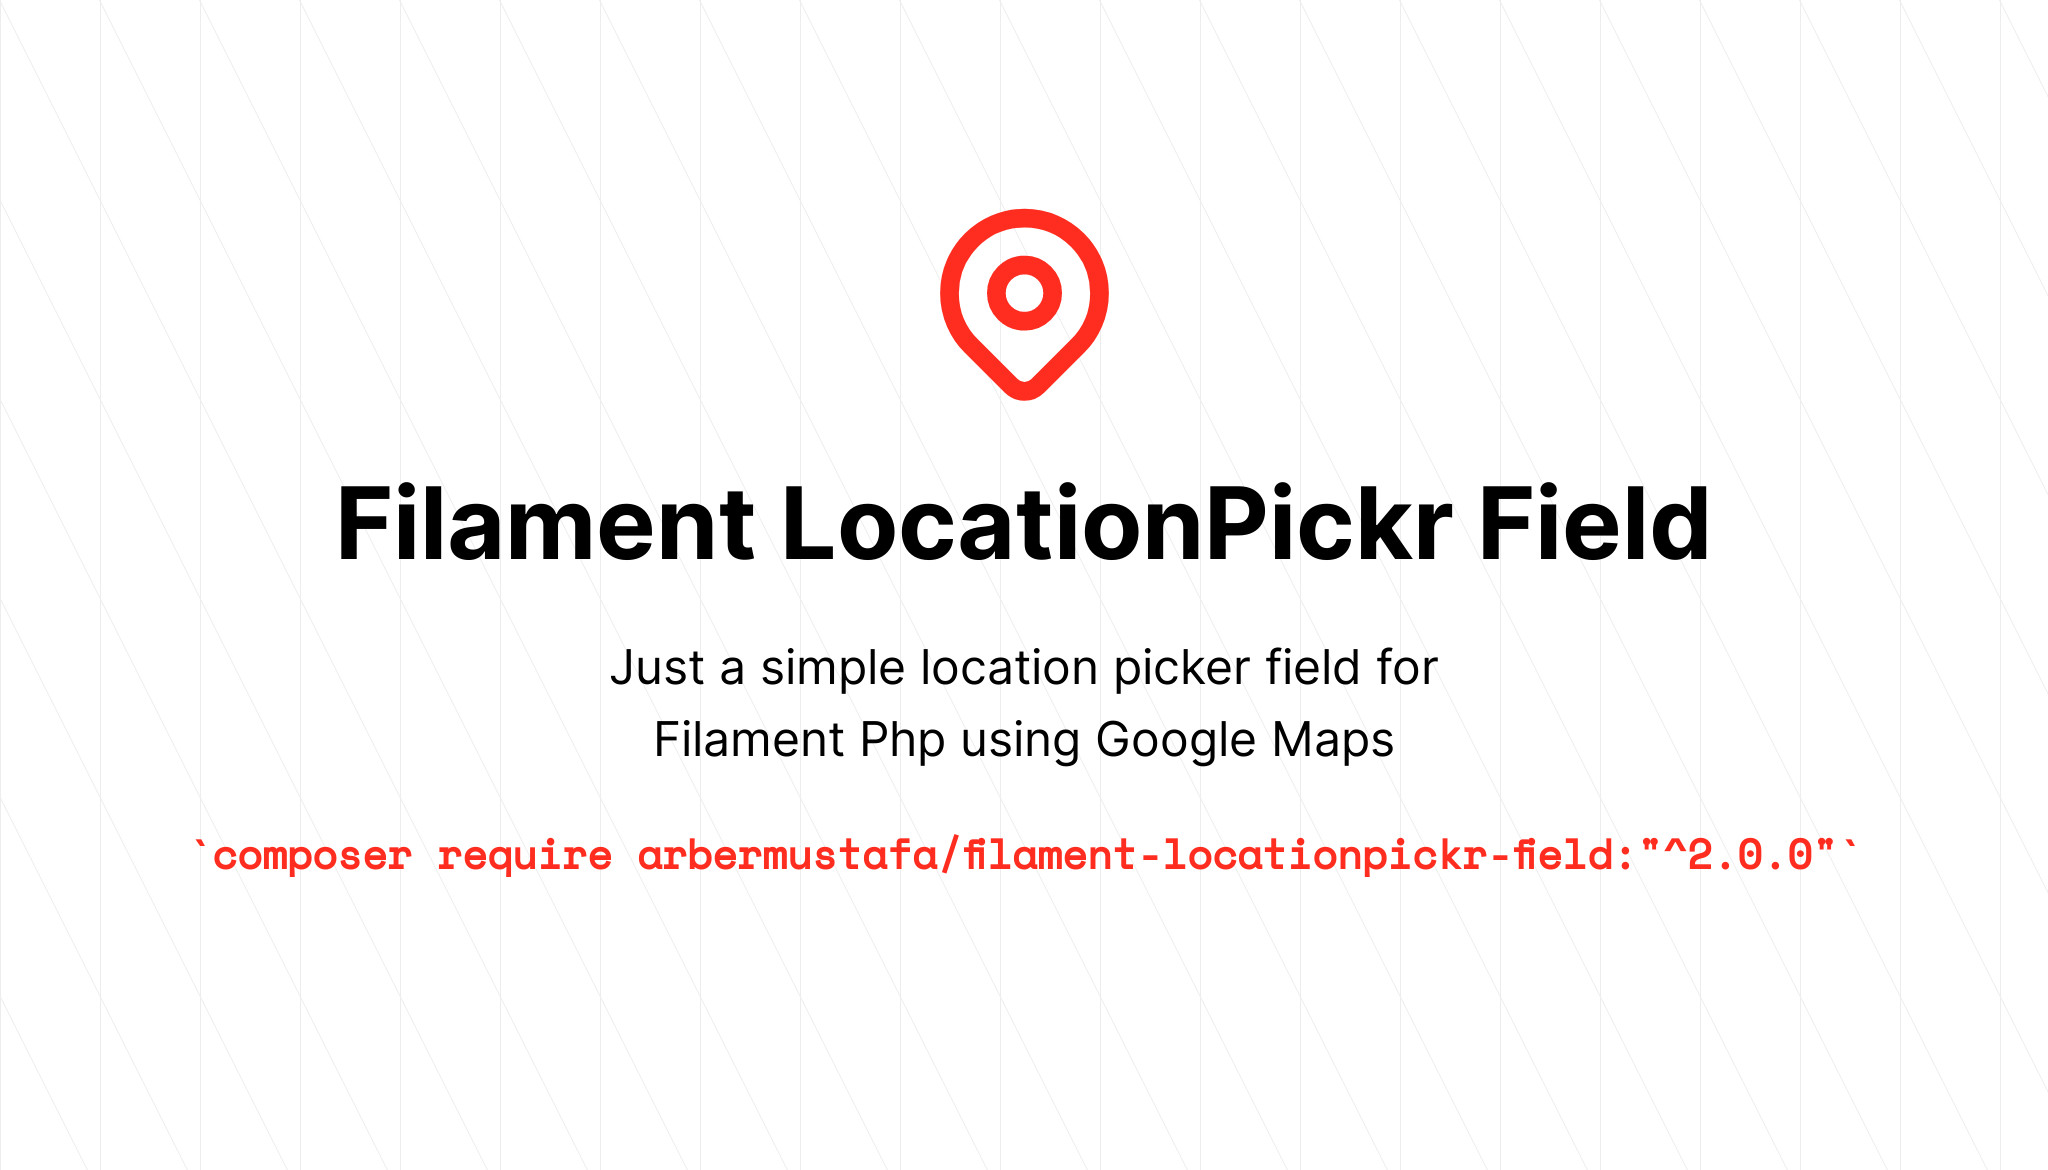 Filament LocationPickr Field
Just a simple location picker field for
Filament Php using Google Maps
`composer require arbermustafa/filament-locationpickr-field:"^2.0.0"`